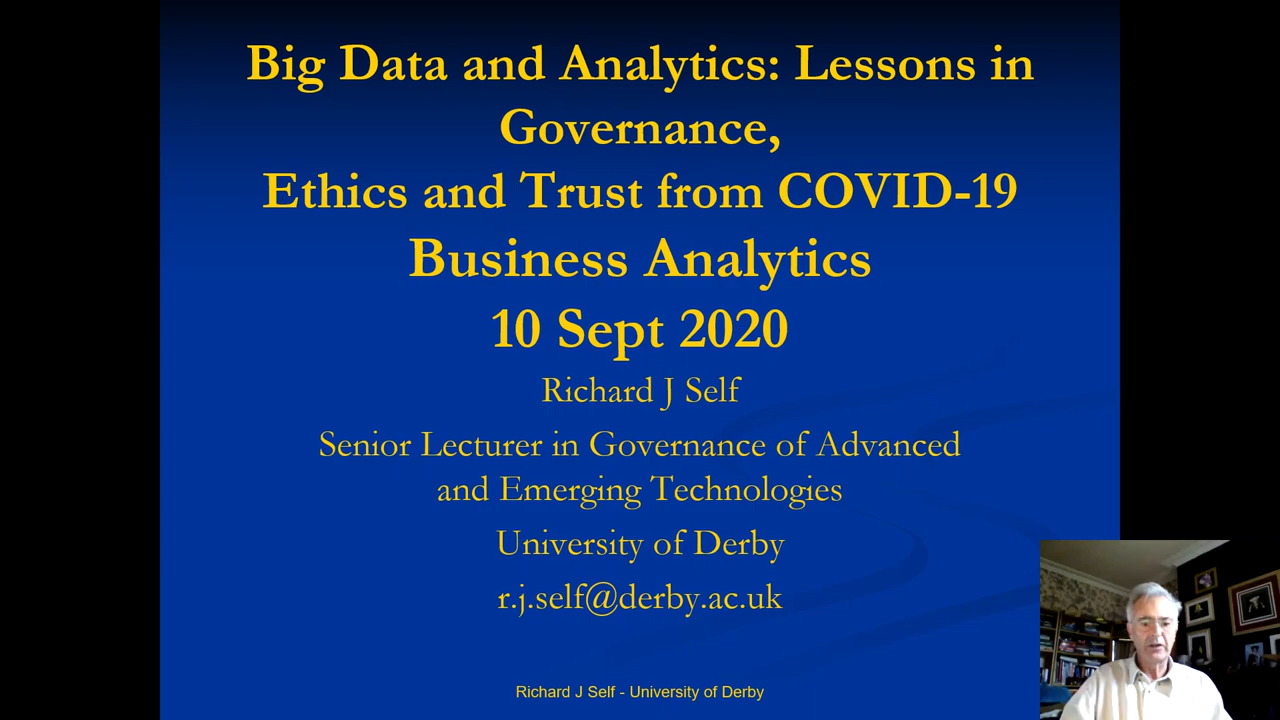 Big Data and Analytics: Lessons in
Governance,
Ethics and Trust from COVID-19
Business Analytics
10 Sept 2020
Richard J Self
Senior Lecturer in Governance of Advanced
and Emerging Technologies
University of Derby
r.j.self@derby.ac.uk
Richard J Self - University of Derby